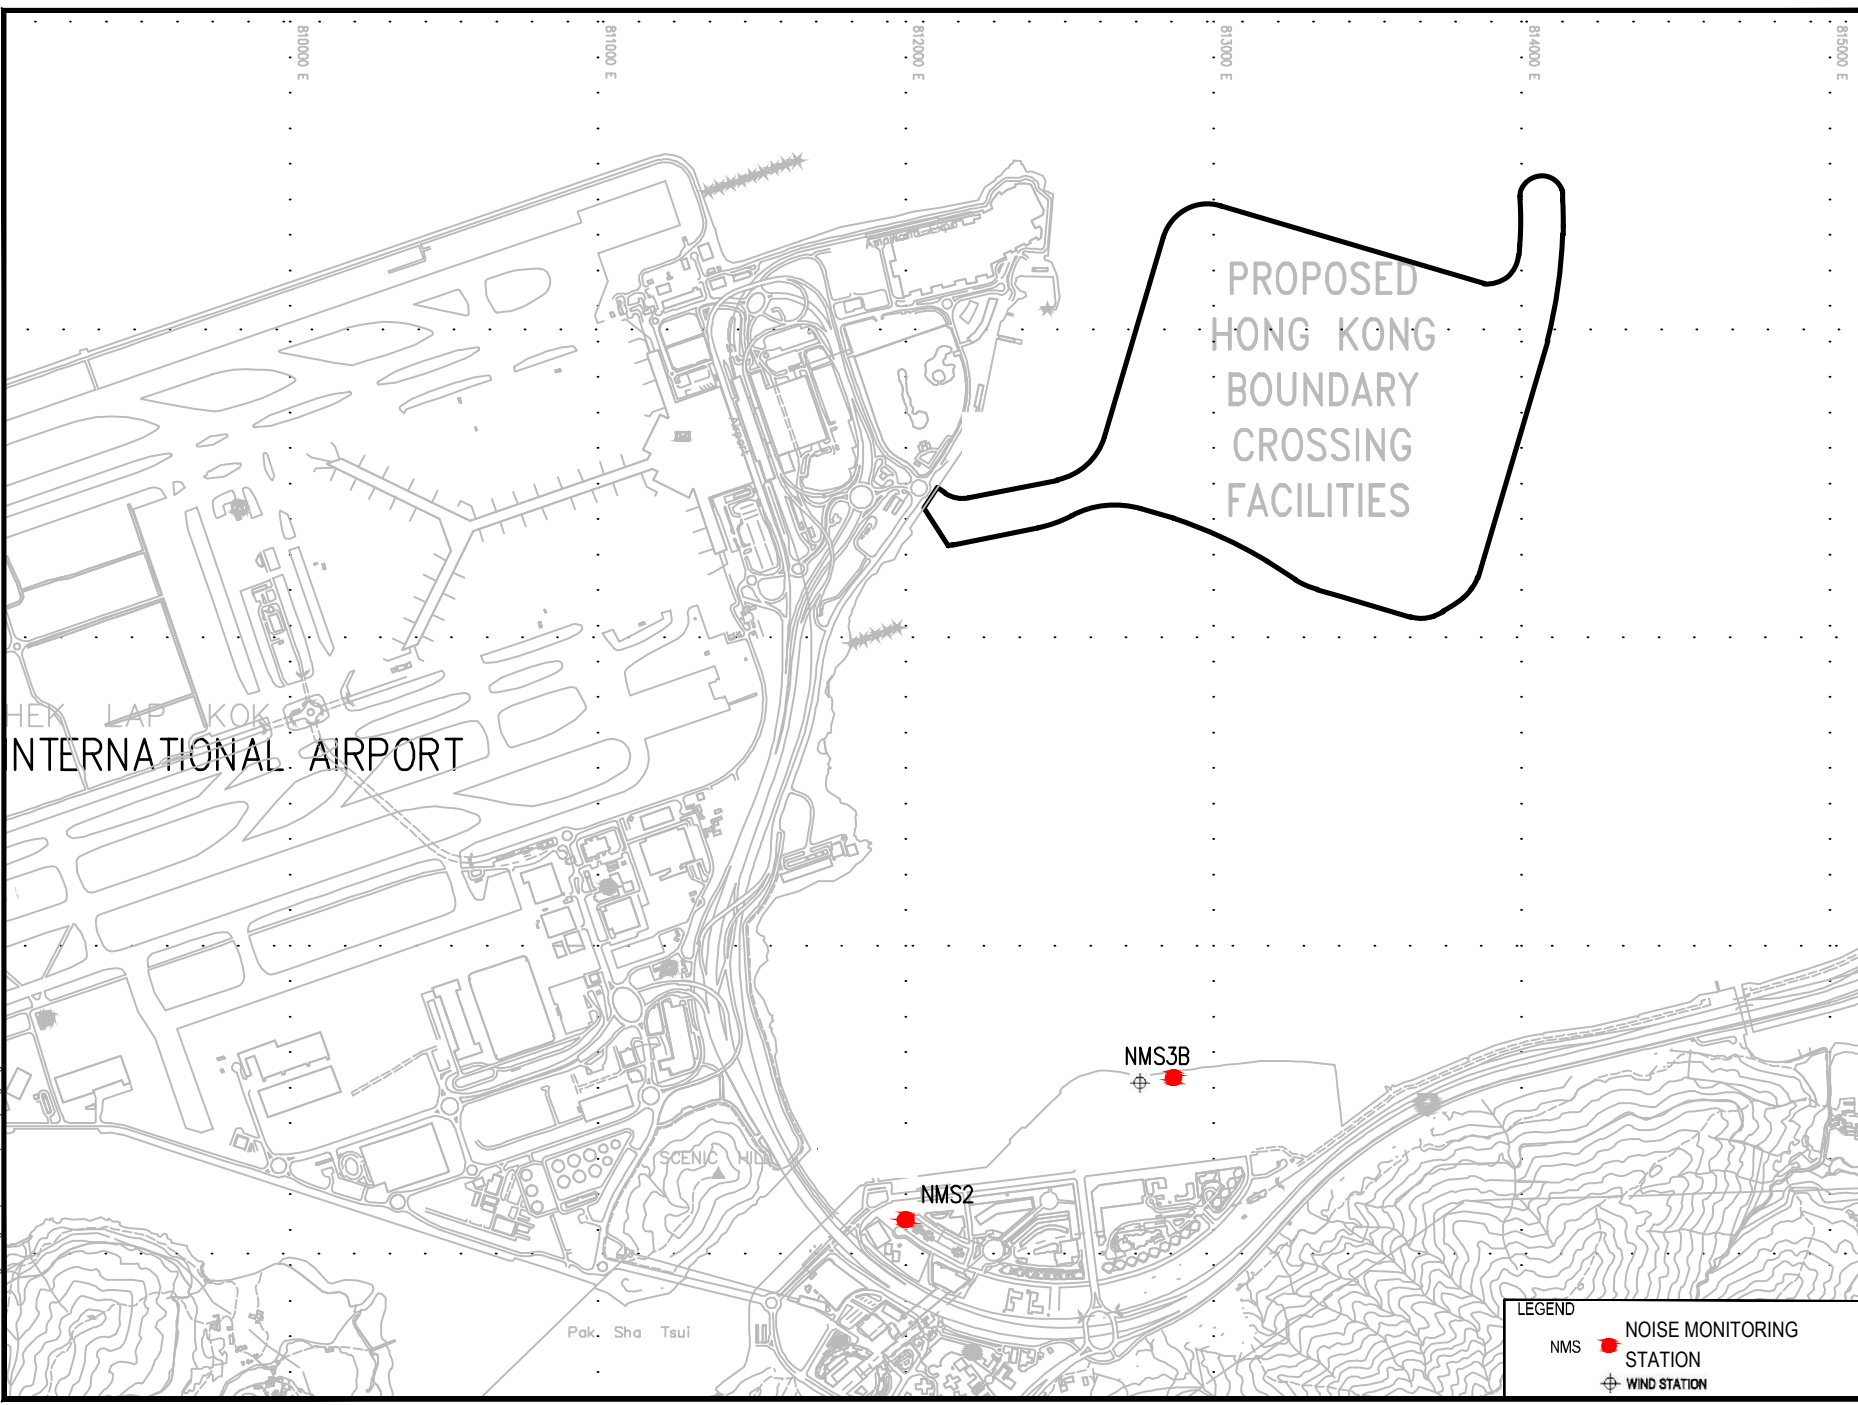 810000 E
811000 E
812000 E
813000 E
814000 E
815000 E
PROPOSED
HONG KONG
BOUNDARY
CROSSING
FACILITIES
Airport
HEK LAP KOK
INTERNATIONAL AIRPORT
NMS3B
SCENIC HILL
NMS2
Pak Sha Tsui
LEGEND
NMS
NOISE MONITORING
STATION
WIND STATION